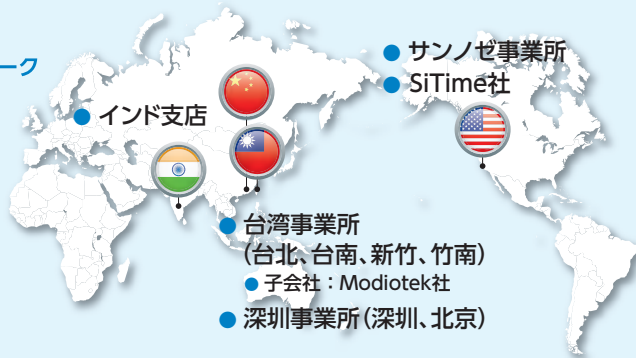 ーク
● サンノゼ事業所
● SiTime社
● インド支店
● 台湾事業所
(台北、台南、新竹、竹南)
● 子会社：Modiotek社
● 深圳事業所(深圳、北京)